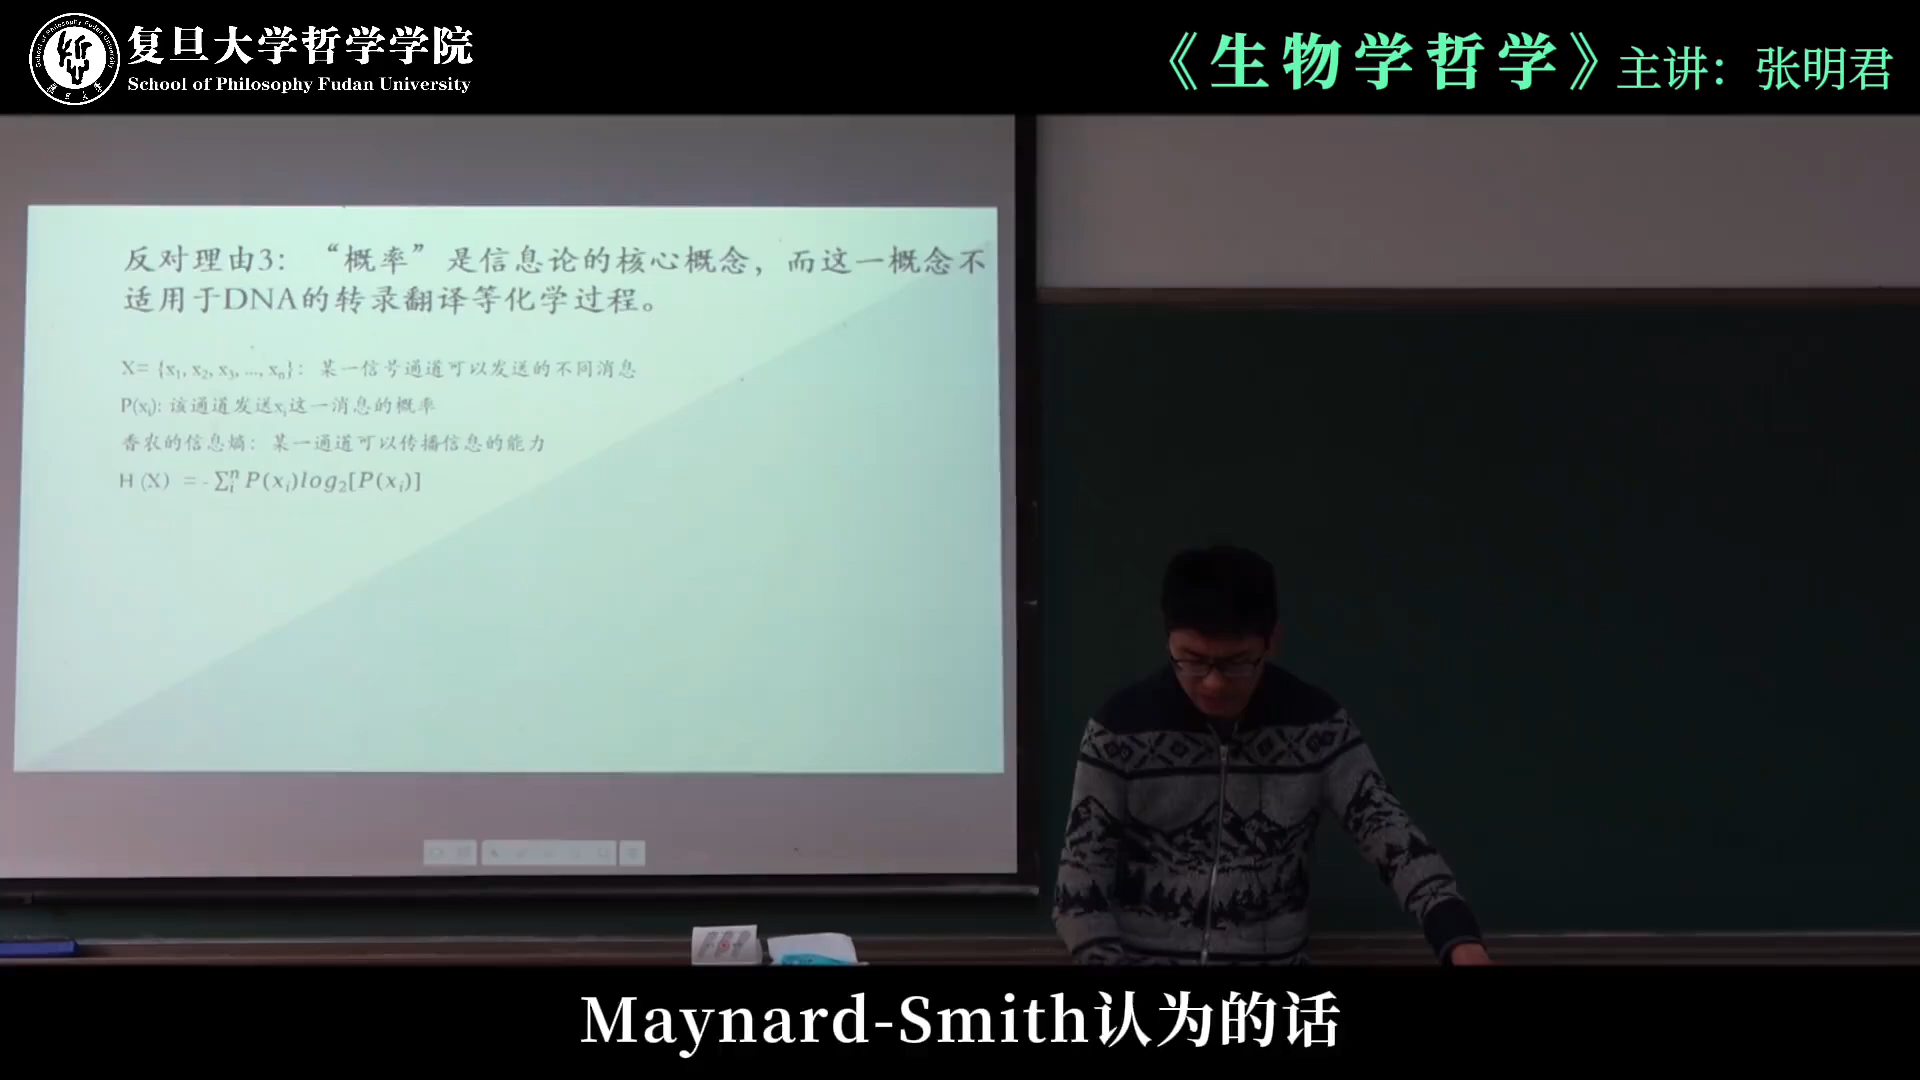 复旦大学哲学学院
School of Philosophy Fudan University
《生物学哲学》主讲：张明君
反对理由3：“概率”是信息论的核心概念，而这一概念不
适用于DNA的转录翻译等化学过程。
X= {x₁, x₂, x₃, ..., xₙ}：某一信号通道可以发送的不同消息
P(xᵢ): 该通道发送xᵢ这一消息的概率
香农的信息熵：某一通道可以传播信息的能力
H (X) = - ∑ᵢⁿ P(xᵢ)log₂[P(xᵢ)]
Maynard-Smith认为的话